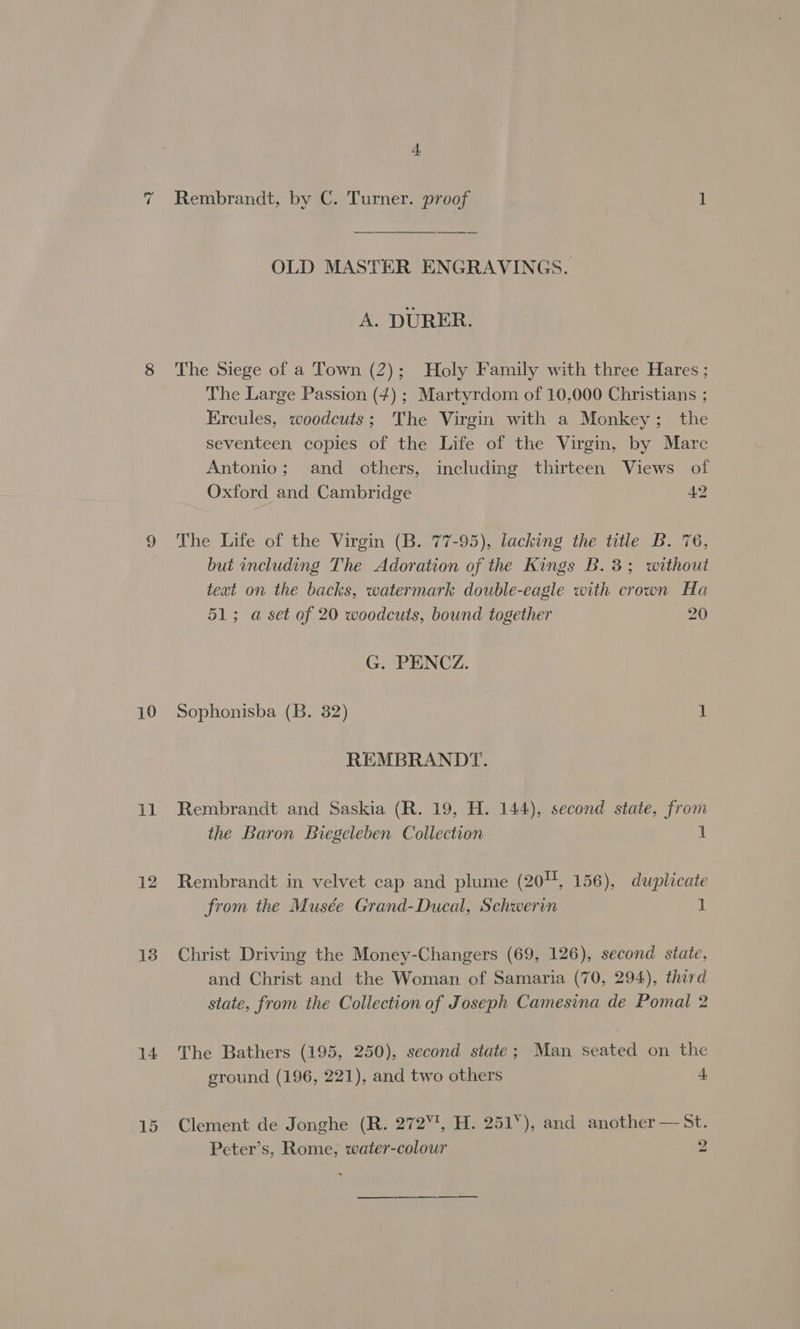 4
7 Rembrandt, by C. Turner. proof 1
OLD MASTER ENGRAVINGS.
A. DÜRER.
8 The Siege of a Town (2); Holy Family with three Hares;
The Large Passion (4); Martyrdom of 10,000 Christians ;
Ercules, woodcuts; The Virgin with a Monkey; the
seventeen copies of the Life of the Virgin, by Marc
Antonio; and others, including thirteen Views of
Oxford and Cambridge 42
9 The Life of the Virgin (B. 77-95), lacking the title B. 76,
but including The Adoration of the Kings B. 3; without
text on the backs, watermark double-eagle with crown Ha
51; a set of 20 woodcuts, bound together 20
G. PENCZ.
10 Sophonisba (B. 32) 1
REMBRANDT.
11 Rembrandt and Saskia (R. 19, H. 144), second state, from
the Baron Biegeleben Collection 1
12 Rembrandt in velvet cap and plume (20ᴵᴵ, 156), duplicate
from the Musée Grand-Ducal, Schwerin 1
13 Christ Driving the Money-Changers (69, 126), second state,
and Christ and the Woman of Samaria (70, 294), third
state, from the Collection of Joseph Camesina de Pomal 2
14 The Bathers (195, 250), second state; Man seated on the
ground (196, 221), and two others 4
15 Clement de Jonghe (R. 272ⱽᴵ, H. 251ⱽ), and another — St.
Peter's, Rome, water-colour 2